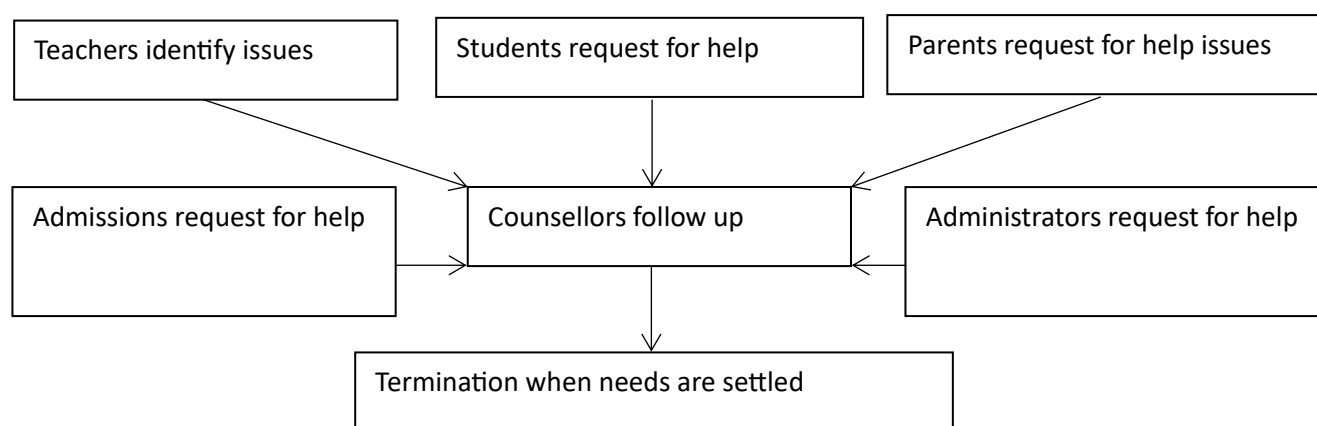 Teachers identify issues
Students request for help
Parents request for help issues
Admissions request for help
Counsellors follow up
Administrators request for help
Termination when needs are settled